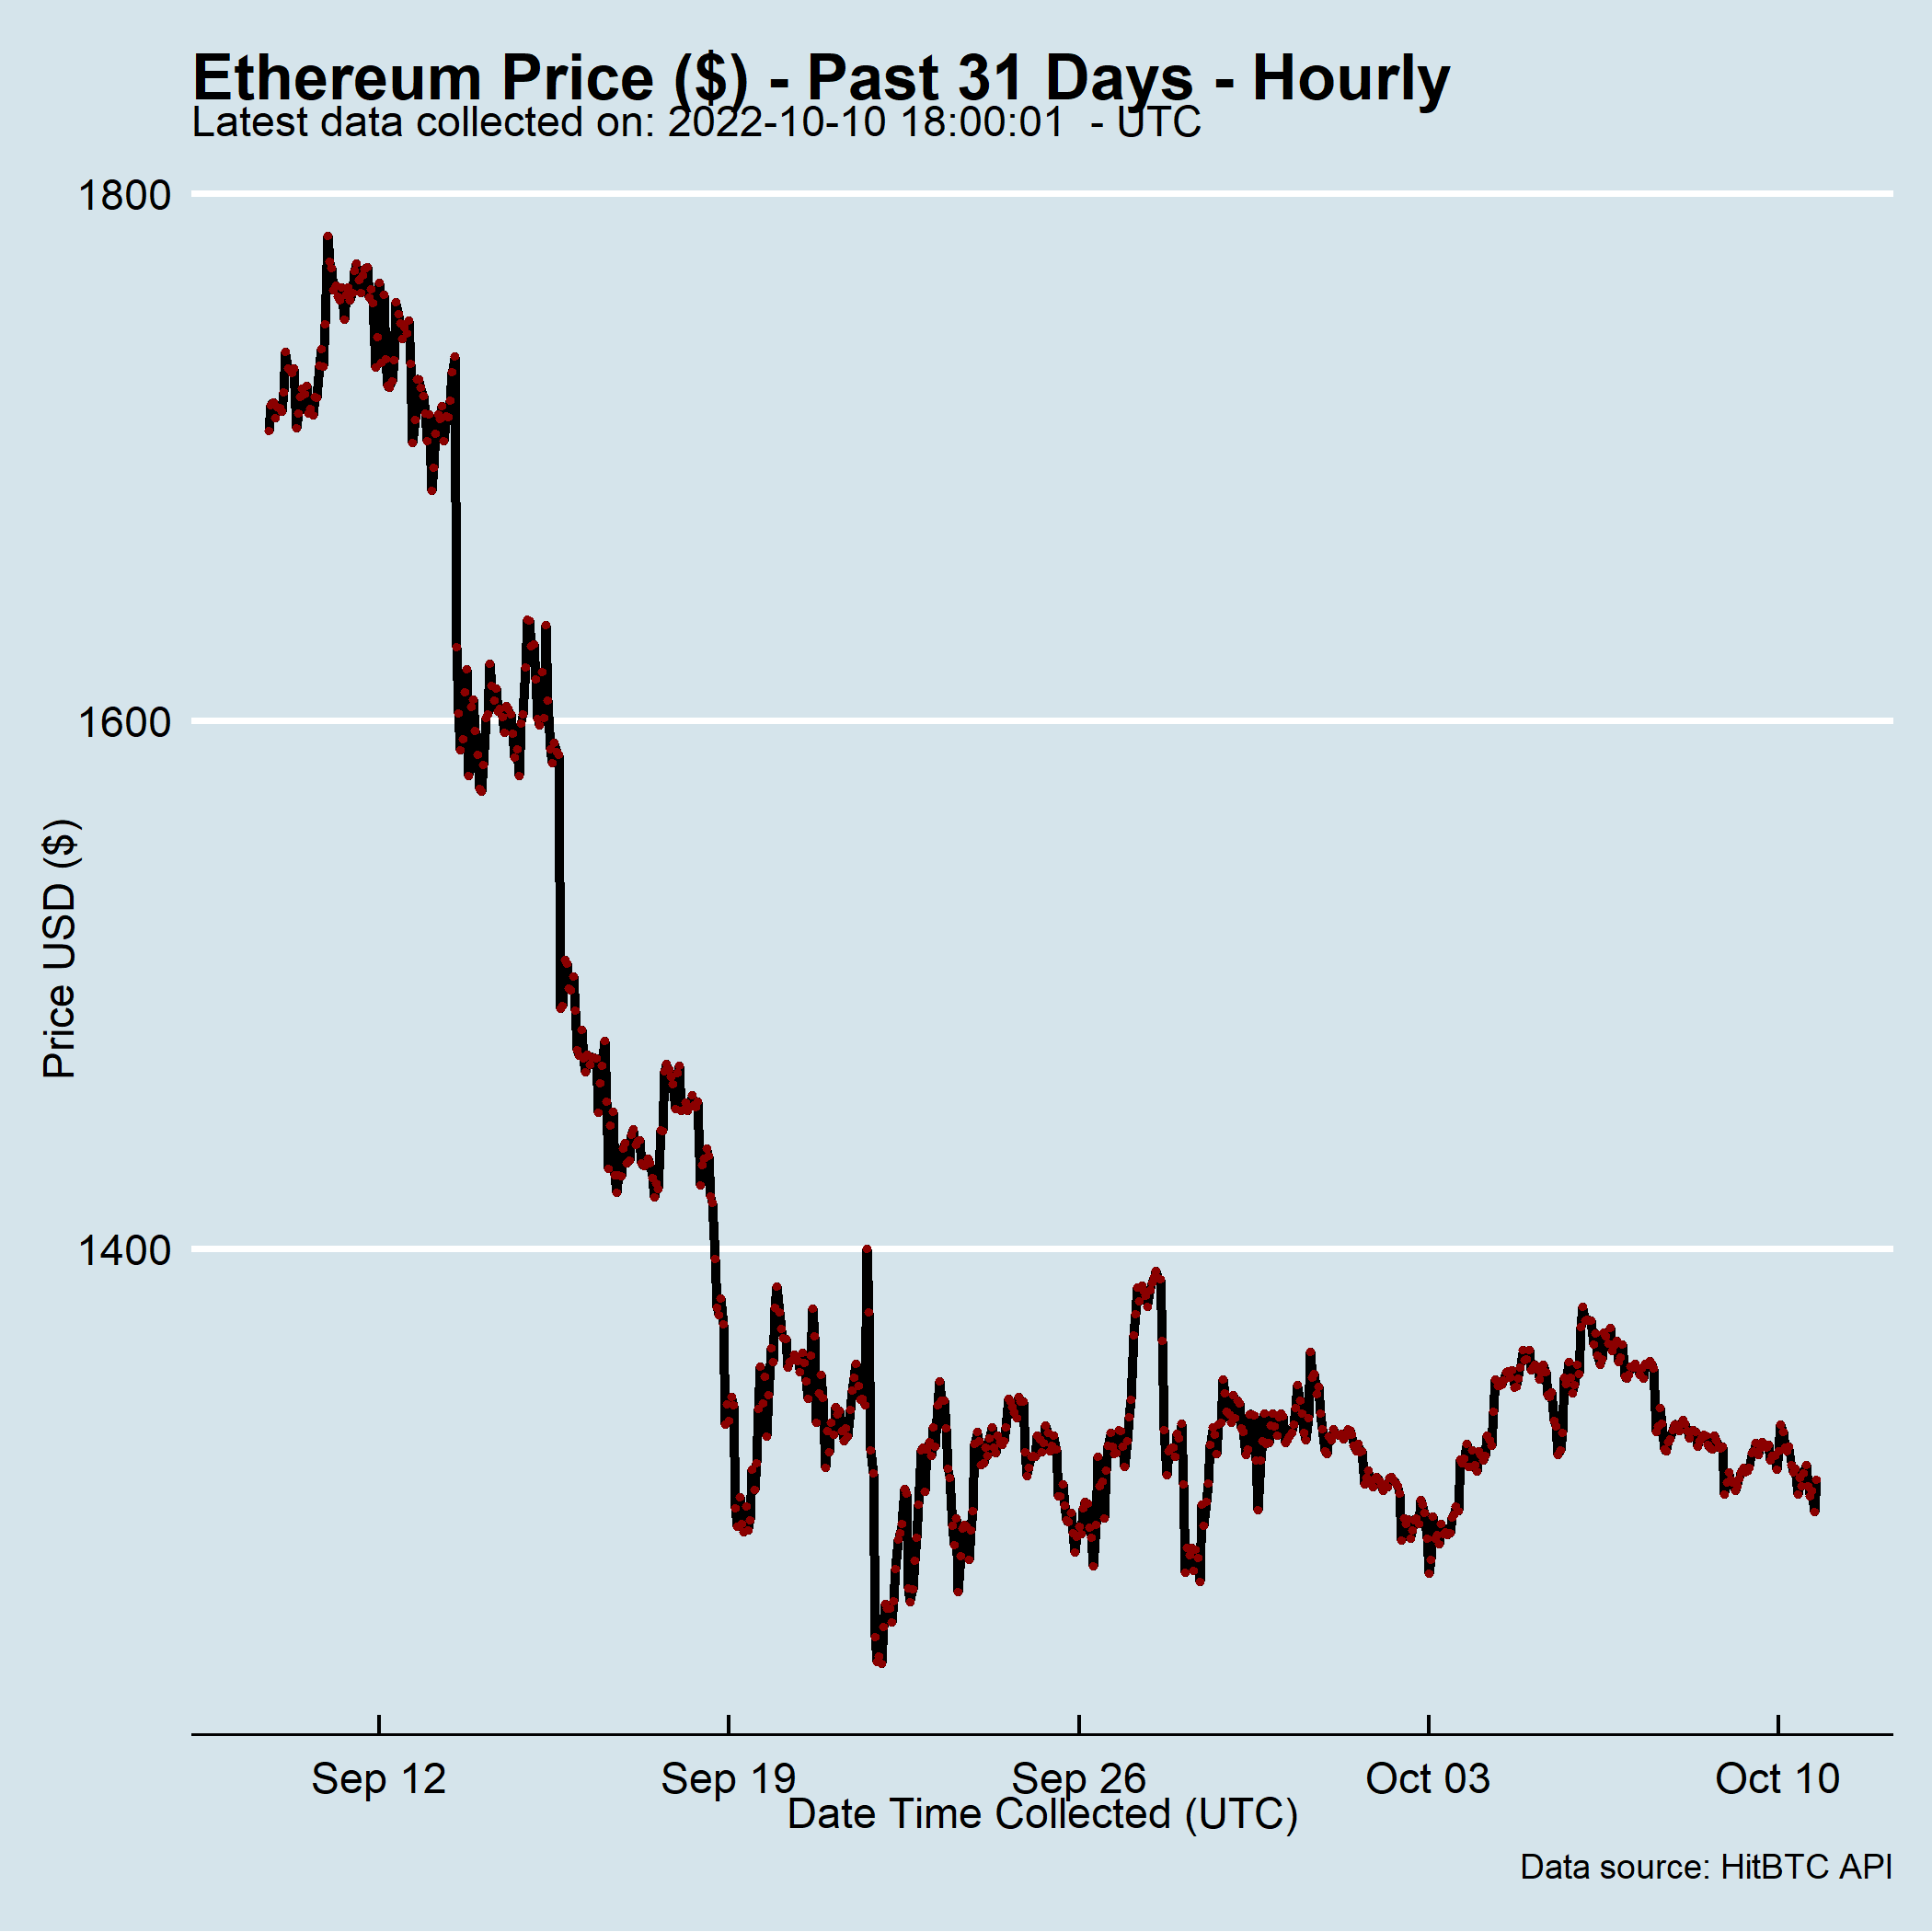 Ethereum Price ($) - Past 31 Days - Hourly
Latest data collected on: 2022-10-10 18:00:01  - UTC
1800
1600
1400
Price USD ($)
Sep 12
Sep 19
Sep 26
Oct 03
Oct 10
Date Time Collected (UTC)
Data source: HitBTC API